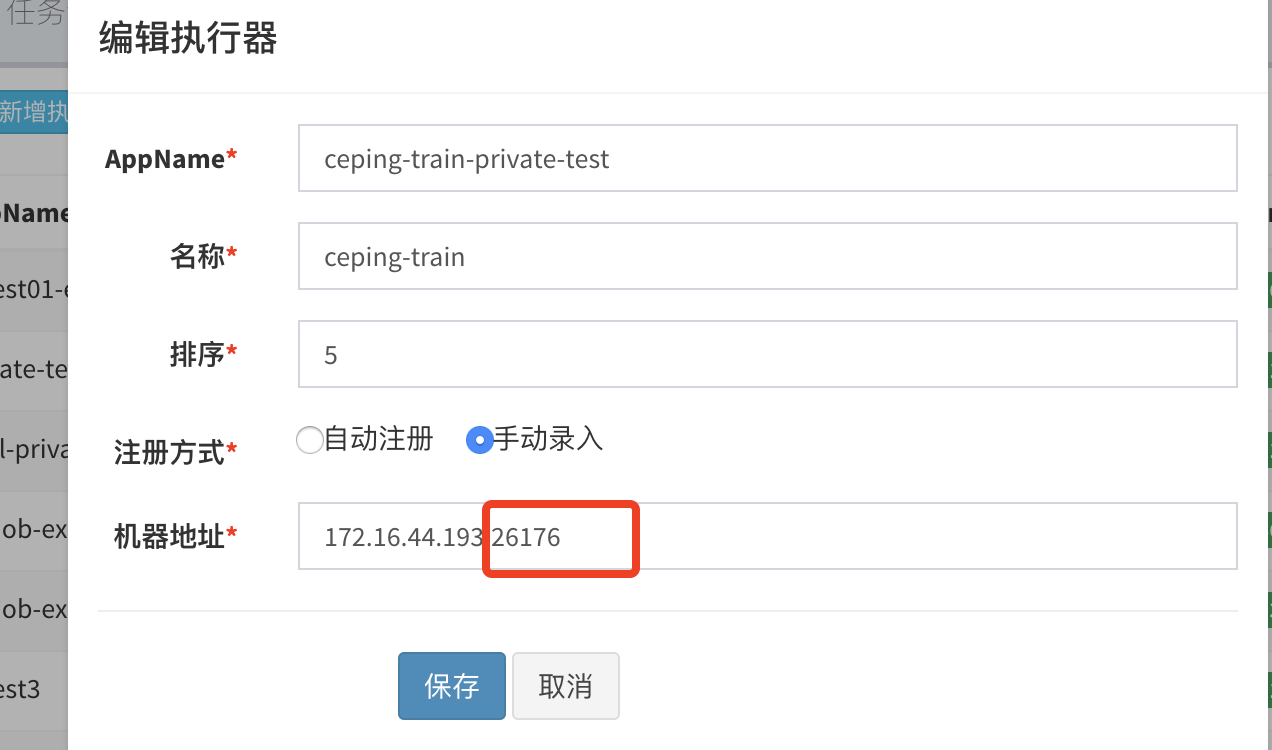 任务
编辑执行器
新增执
AppName* ceping-train-private-test
pName
名称* ceping-train
est01-e
排序* 5
ate-te
注册方式* 自动注册 手动录入
l-priva
机器地址* 172.16.44.193 26176
ob-ex
ob-ex
保存 取消
est3